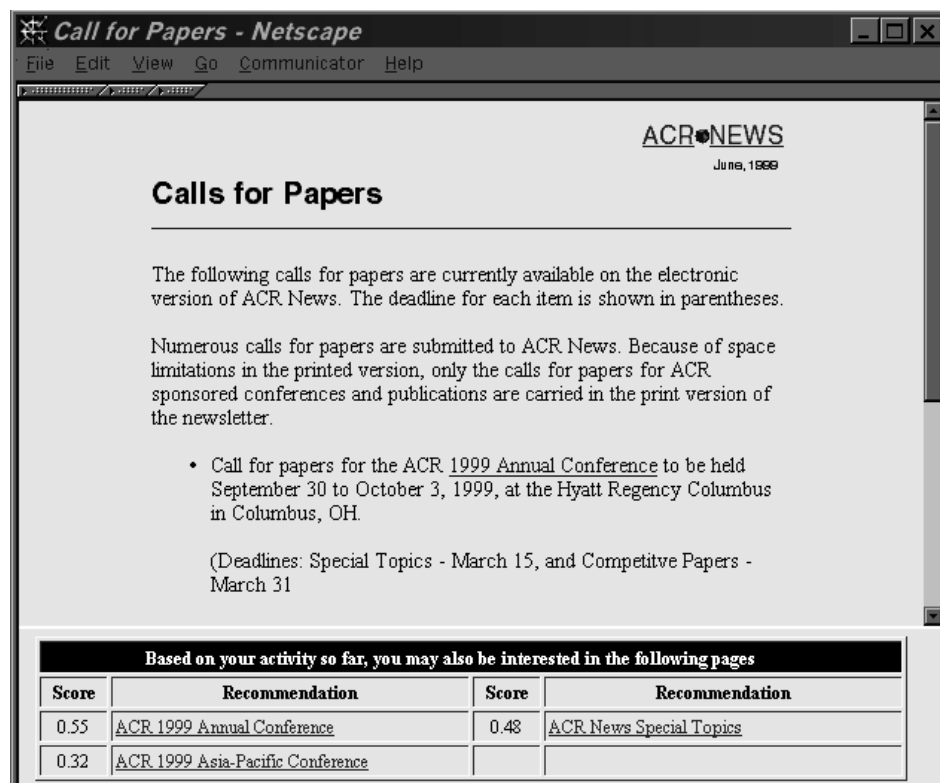 Call for Papers - Netscape
File Edit View Go Communicator Help
ACR NEWS
June, 1999
Calls for Papers
The following calls for papers are currently available on the electronic
version of ACR News. The deadline for each item is shown in parentheses.
Numerous calls for papers are submitted to ACR News. Because of space
limitations in the printed version, only the calls for papers for ACR
sponsored conferences and publications are carried in the print version of
the newsletter.
• Call for papers for the ACR 1999 Annual Conference to be held
September 30 to October 3, 1999, at the Hyatt Regency Columbus
in Columbus, OH.
(Deadlines: Special Topics - March 15, and Competitve Papers -
March 31
Based on your activity so far, you may also be interested in the following pages
Score Recommendation Score Recommendation
0.55 ACR 1999 Annual Conference 0.48 ACR News Special Topics
0.32 ACR 1999 Asia-Pacific Conference